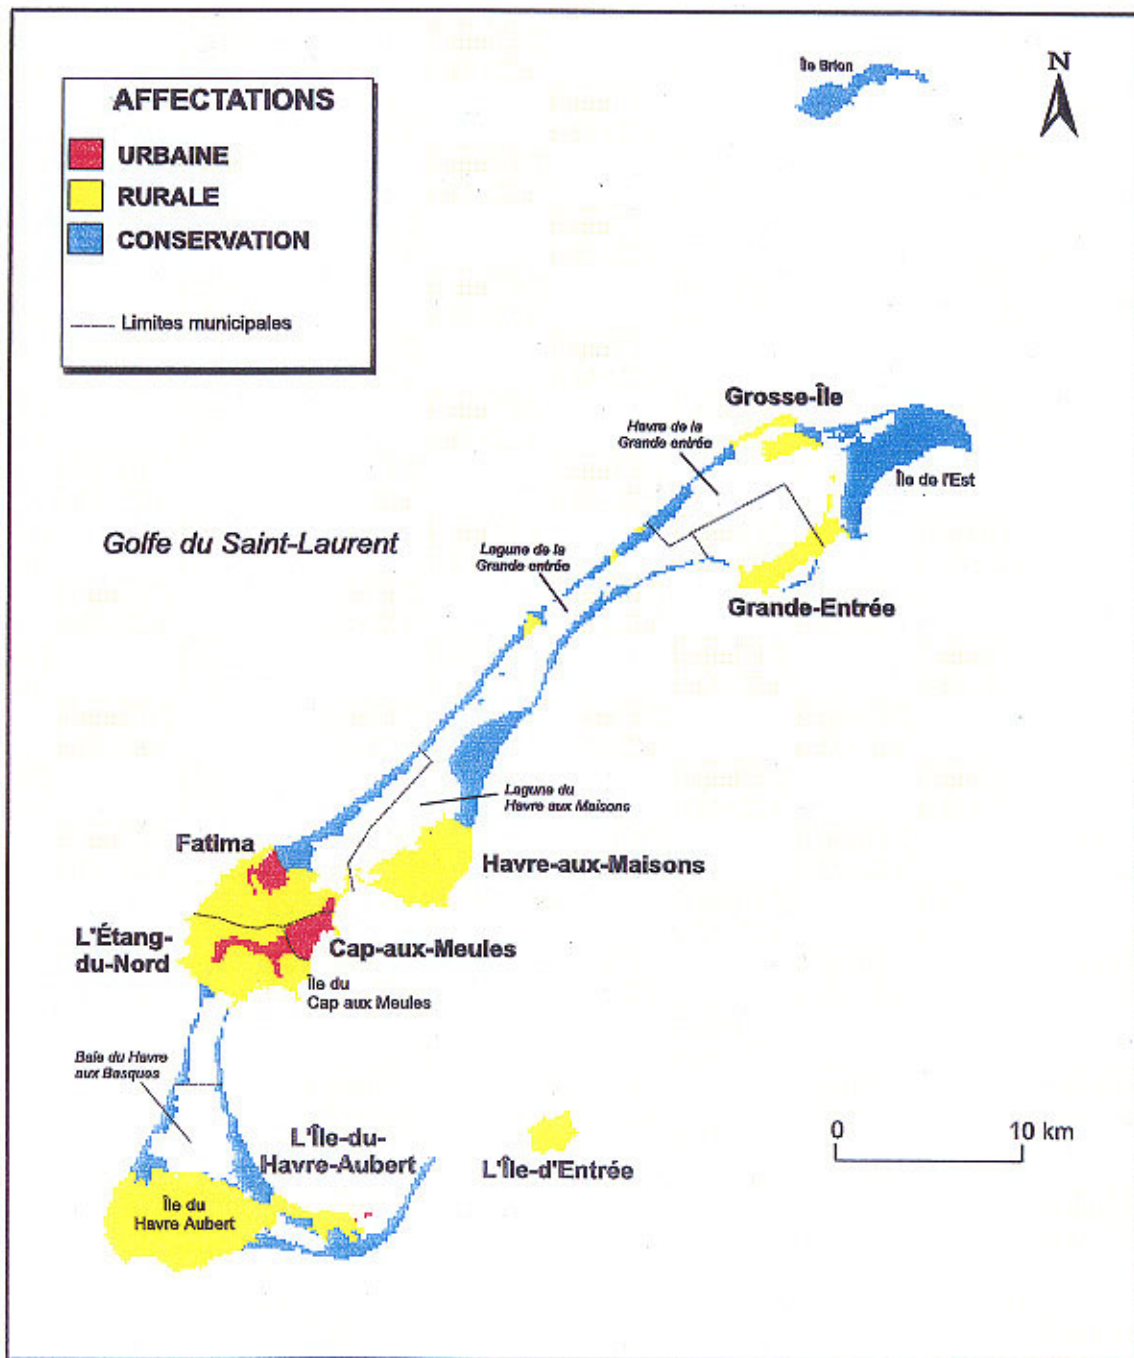 Île Brion
N
AFFECTATIONS
URBAINE
RURALE
CONSERVATION
Limites municipales
Grosse-Île
Havre de la
Grande entrée
Île de l'Est
Golfe du Saint-Laurent
Lagune de la
Grande entrée
Grande-Entrée
Lagune du
Havre aux Maisons
Fatima
Havre-aux-Maisons
L'Étang-
du-Nord
Cap-aux-Meules
Île du
Cap aux Meules
Baie du Havre
aux Basques
L'Île-du-
Havre-Aubert
L'Île-d'Entrée
0 10 km
Île du
Havre Aubert